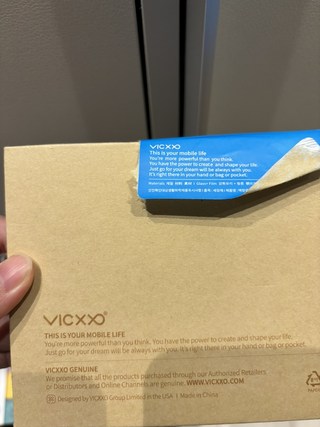 VICXXO
This is your mobile life
You're more powerful than you think.
You have the power to create and shape your life.
Just go for your dream will be always with you.
It's right there in your hand or bag or pocket.
VICXXO®
THIS IS YOUR MOBILE LIFE
You're more powerful than you think. You have the power to create and shape your life.
Just go for your dream will be always with you. It's right there in your hand or bag or pocket.
VICXXO GENUINE
We promise that all the products purchased through our Authorized Retailers
or Distributors and Online Channels are genuine. WWW.VICXXO.COM
Designed by VICXXO Group Limited in the USA | Made in China